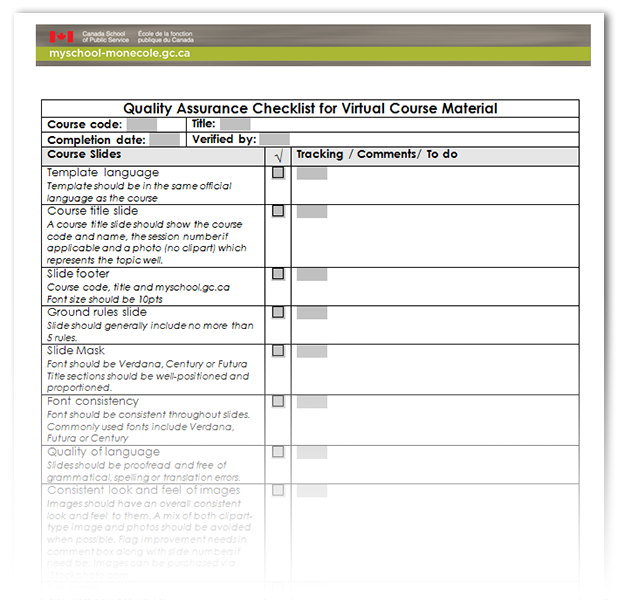 Canada School
of Public Service
École de la fonction
publique du Canada
myschool-monecole.gc.ca
Quality Assurance Checklist for Virtual Course Material
Course code:
Title:
Completion date:
Verified by:
Course Slides
√
Tracking / Comments/ To do
Template language
Template should be in the same official
language as the course
Course title slide
A course title slide should show the course
code and name, the session number if
applicable and a photo (no clipart) which
represents the topic well.
Slide footer
Course code, title and myschool.gc.ca
Font size should be 10pts
Ground rules slide
Slide should generally include no more than
5 rules.
Slide Mask
Font should be Verdana, Century or Futura
Title sections should be well-positioned and
proportioned.
Font consistency
Font should be consistent throughout slides.
Commonly used fonts include Verdana,
Futura or Century
Quality of language
Slides should be proofread and free of
grammatical, spelling or translation errors.
Consistent look and feel of images
Images should have an overall consistent
look and feel to them. A mix of both clipart-
type image and photos should be avoided
when possible. Flag improvement needs in
comment box along with slide number if
need be. Images can be purchased via